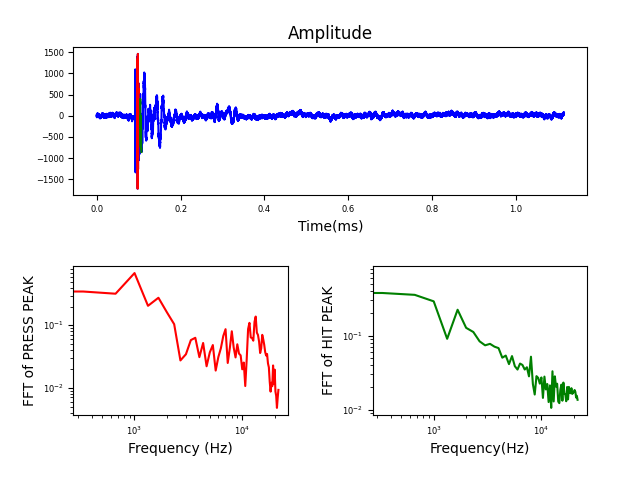 Amplitude
1500
1000
500
0
−500
−1000
−1500
0.0 0.2 0.4 0.6 0.8 1.0
Time(ms)
FFT of PRESS PEAK
10⁻¹
10⁻²
10³ 10⁴
Frequency (Hz)
FFT of HIT PEAK
10⁻¹
10⁻²
10³ 10⁴
Frequency(Hz)